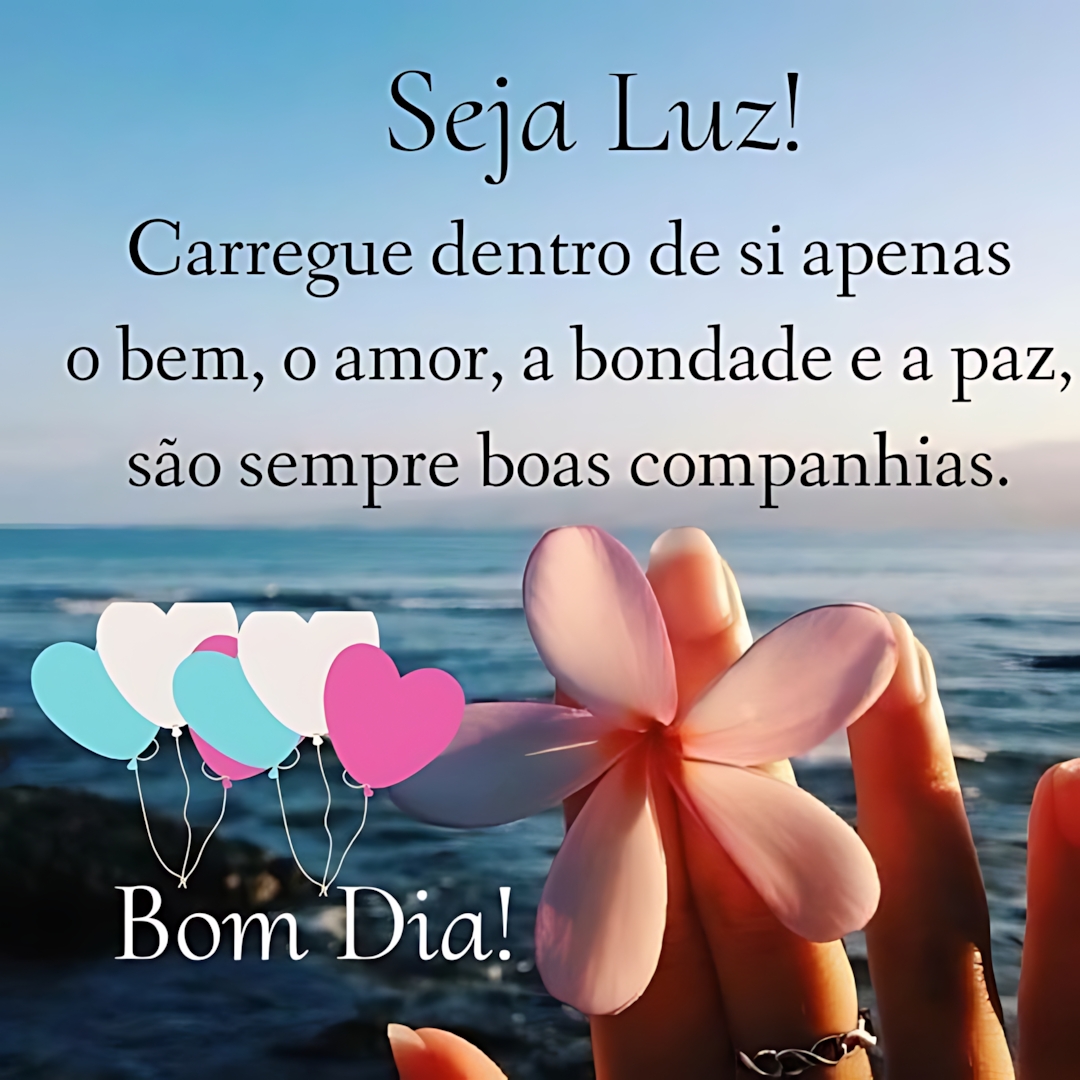 Seja Luz!
Carregue dentro de si apenas
o bem, o amor, a bondade e a paz,
são sempre boas companhias.
Bom Dia!